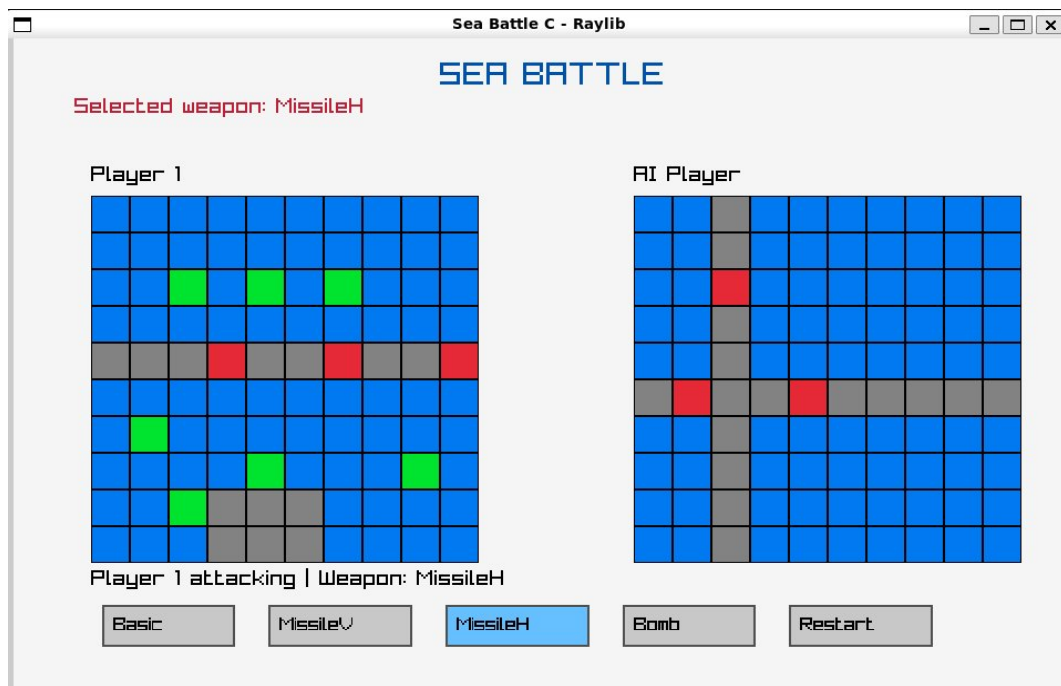 Sea Battle C - Raylib
SEA BATTLE
Selected weapon: MissileH
Player 1
AI Player
Player 1 attacking | Weapon: MissileH
Basic
MissileV
MissileH
Bomb
Restart